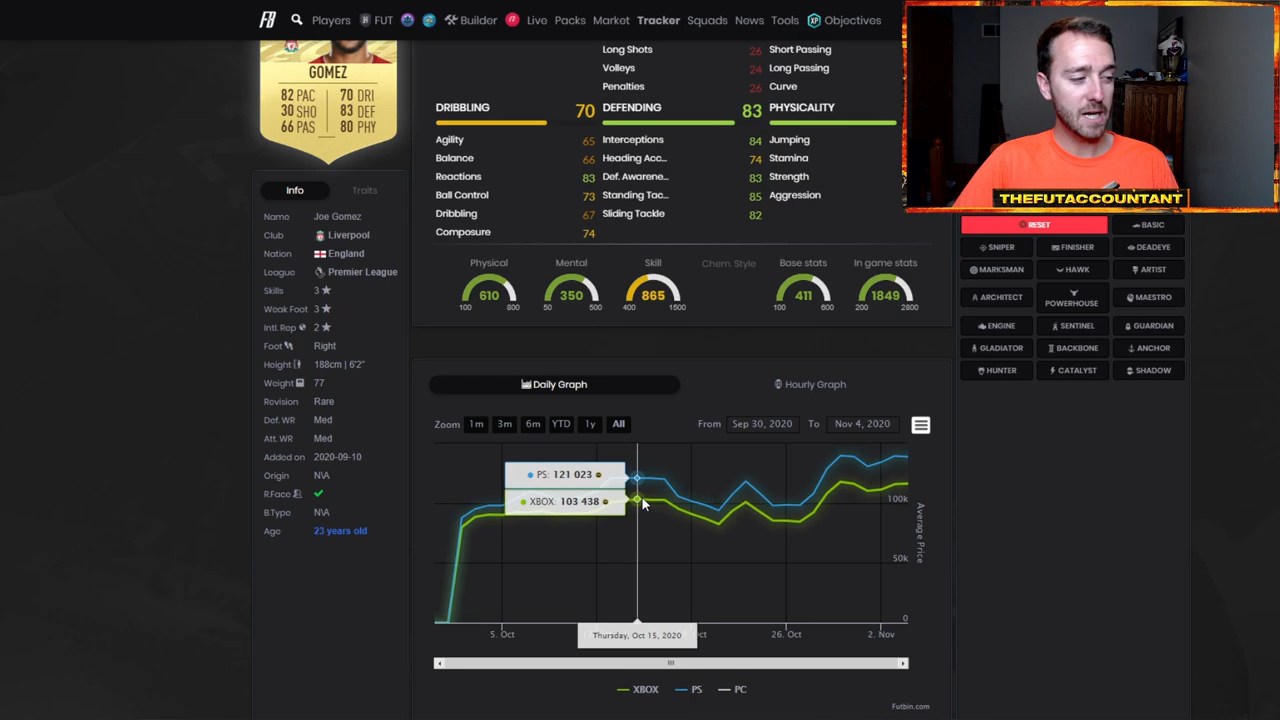 F8 Players FUT Builder Live Packs Market Tracker Squads News Tools XP Objectives
GOMEZ
82 PAC 70 DRI
30 SHO 83 DEF
66 PAS 80 PHY
Long Shots 26 Short Passing
Volleys 24 Long Passing
Penalties 26 Curve
DRIBBLING 70 DEFENDING 83 PHYSICALITY
Agility 65 Interceptions 84 Jumping
Balance 66 Heading Acc... 74 Stamina
Reactions 83 Def. Awarene... 83 Strength
Ball Control 73 Standing Tac... 85 Aggression
Dribbling 67 Sliding Tackle 82
Composure 74
Physical Mental Skill Chem. Style Base stats In game stats
610 350 865 411 1849
100 800 50 500 400 1500 100 600 200 2800
Info Traits
Name Joe Gomez
Club Liverpool
Nation England
League Premier League
Skills 3
Weak Foot 3
Intl. Rep 2
Foot Right
Height 188cm | 6'2"
Weight 77
Revision Rare
Def. WR Med
Att. WR Med
Added on 2020-09-10
Origin N\A
R.Face
B.Type N\A
Age 23 years old
Daily Graph Hourly Graph
Zoom 1m 3m 6m YTD 1y All From Sep 30, 2020 To Nov 4, 2020
PS: 121 023
XBOX: 103 438
100k
50k
0
Average Price
5. Oct ct 26. Oct 2. Nov
Thursday, Oct 15, 2020
XBOX PS PC
Futbin.com
THEFUTACCOUNTANT
RESET BASIC
SNIPER FINISHER DEADEYE
MARKSMAN HAWK ARTIST
ARCHITECT POWERHOUSE MAESTRO
ENGINE SENTINEL GUARDIAN
GLADIATOR BACKBONE ANCHOR
HUNTER CATALYST SHADOW